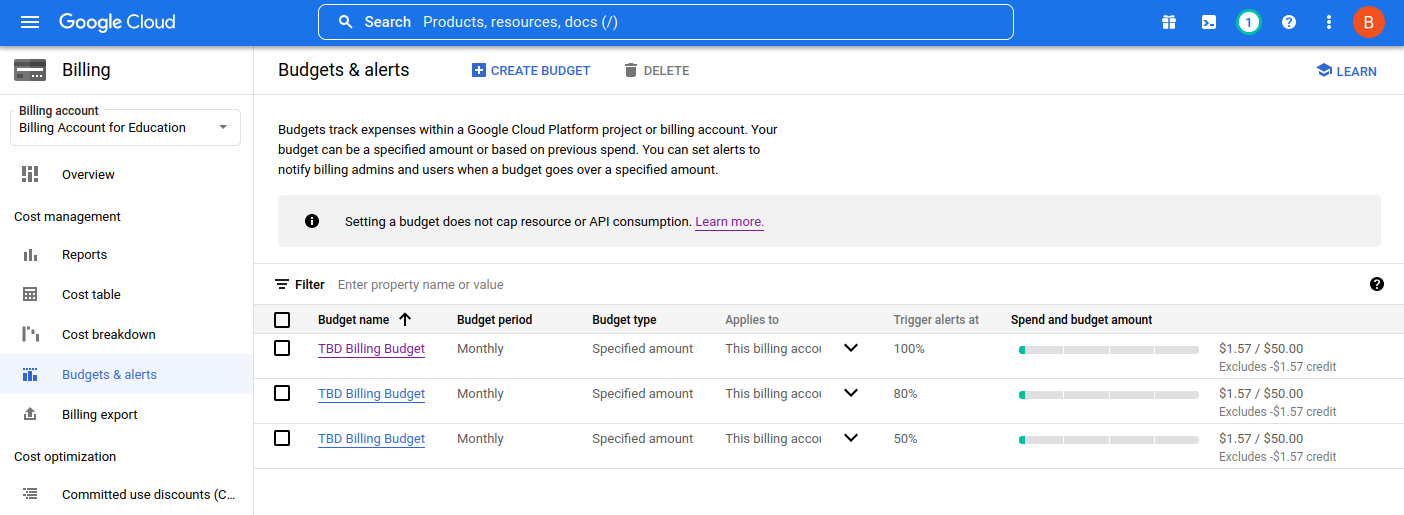 Google Cloud
Search Products, resources, docs (/)
1
B
Billing
Billing account
Billing Account for Education
Overview
Cost management
Reports
Cost table
Cost breakdown
Budgets & alerts
Billing export
Cost optimization
Committed use discounts (C...
Budgets & alerts
CREATE BUDGET
DELETE
LEARN
Budgets track expenses within a Google Cloud Platform project or billing account. Your
budget can be a specified amount or based on previous spend. You can set alerts to
notify billing admins and users when a budget goes over a specified amount.
Setting a budget does not cap resource or API consumption. Learn more.
Filter Enter property name or value
Budget name Budget period Budget type Applies to Trigger alerts at Spend and budget amount
TBD Billing Budget Monthly Specified amount This billing accou 100% $1.57 / $50.00
Excludes -$1.57 credit
TBD Billing Budget Monthly Specified amount This billing accou 80% $1.57 / $50.00
Excludes -$1.57 credit
TBD Billing Budget Monthly Specified amount This billing accou 50% $1.57 / $50.00
Excludes -$1.57 credit